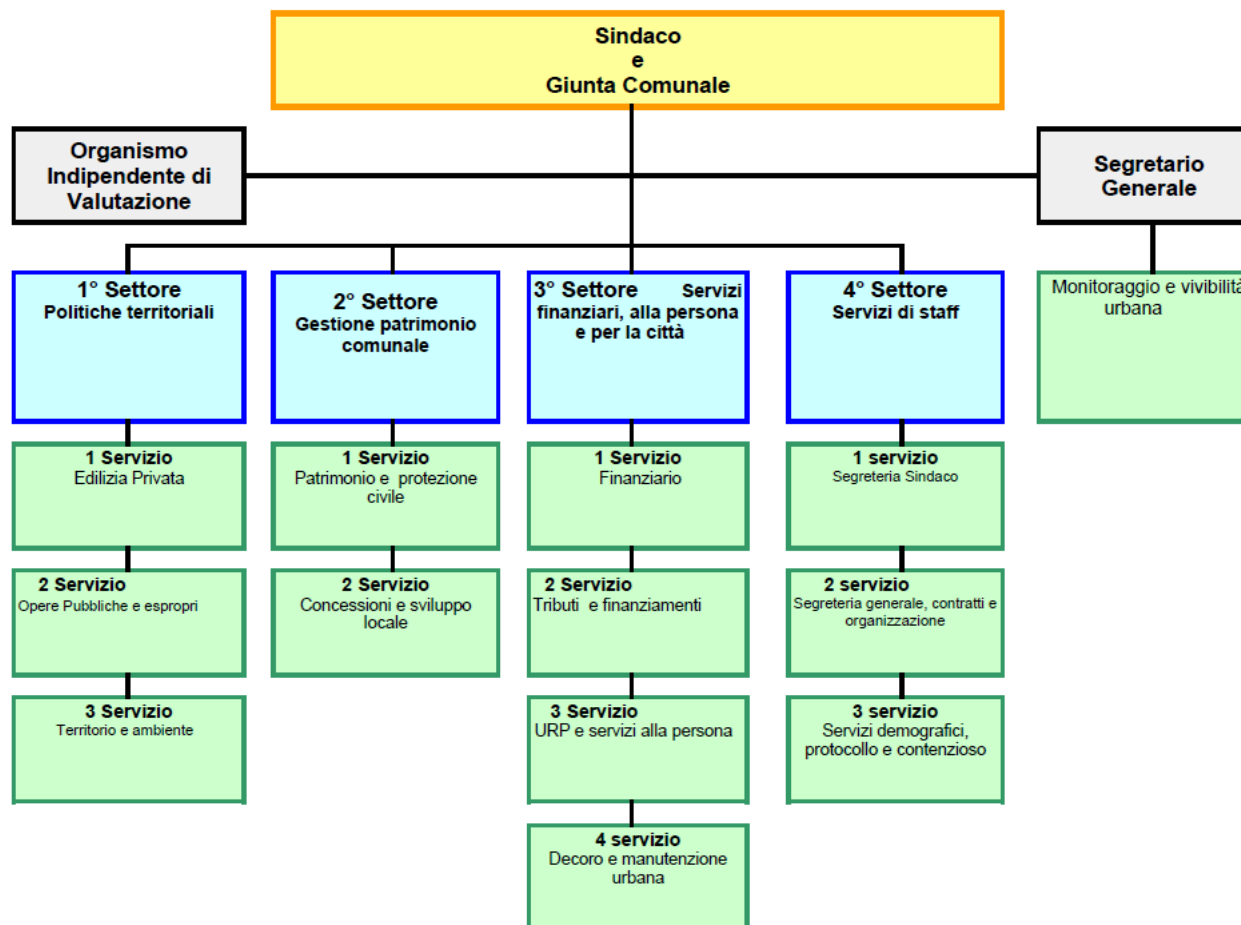 Sindaco
e
Giunta Comunale
Organismo
Indipendente di
Valutazione
Segretario
Generale
1° Settore
Politiche territoriali
2° Settore
Gestione patrimonio
comunale
3° Settore Servizi
finanziari, alla persona
e per la città
4° Settore
Servizi di staff
Monitoraggio e vivibilità
urbana
1 Servizio
Edilizia Privata
1 Servizio
Patrimonio e protezione
civile
1 Servizio
Finanziario
1 servizio
Segreteria Sindaco
2 Servizio
Opere Pubbliche e espropri
2 Servizio
Concessioni e sviluppo
locale
2 Servizio
Tributi e finanziamenti
2 servizio
Segreteria generale, contratti e
organizzazione
3 Servizio
Territorio e ambiente
3 Servizio
URP e servizi alla persona
3 servizio
Servizi demografici,
protocollo e contenzioso
4 servizio
Decoro e manutenzione
urbana